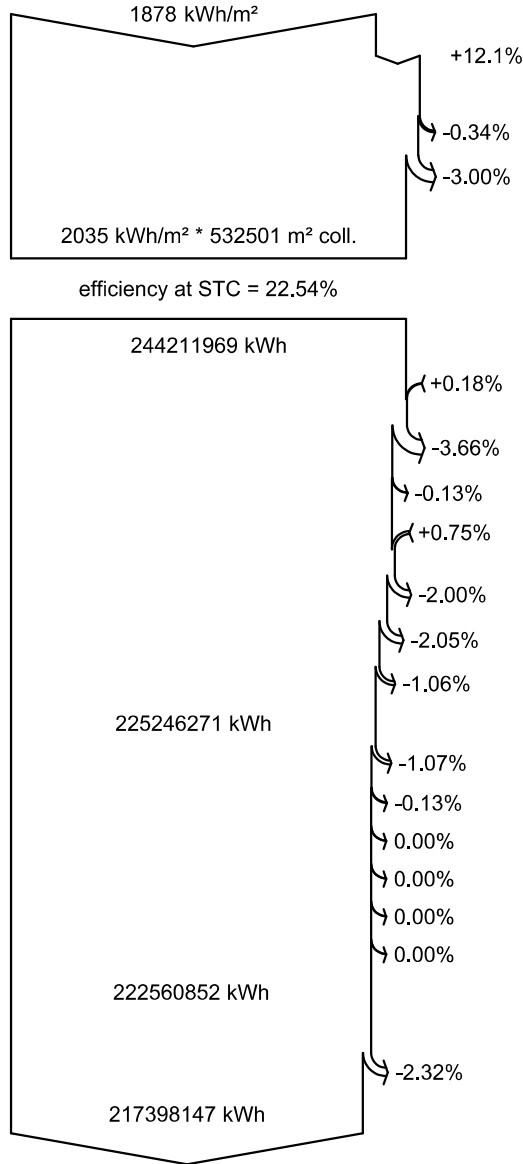 1878 kWh/m²
+12.1%
-0.34%
-3.00%
2035 kWh/m² * 532501 m² coll.
efficiency at STC = 22.54%
244211969 kWh
+0.18%
-3.66%
-0.13%
+0.75%
-2.00%
-2.05%
-1.06%
225246271 kWh
-1.07%
-0.13%
0.00%
0.00%
0.00%
0.00%
222560852 kWh
-2.32%
217398147 kWh